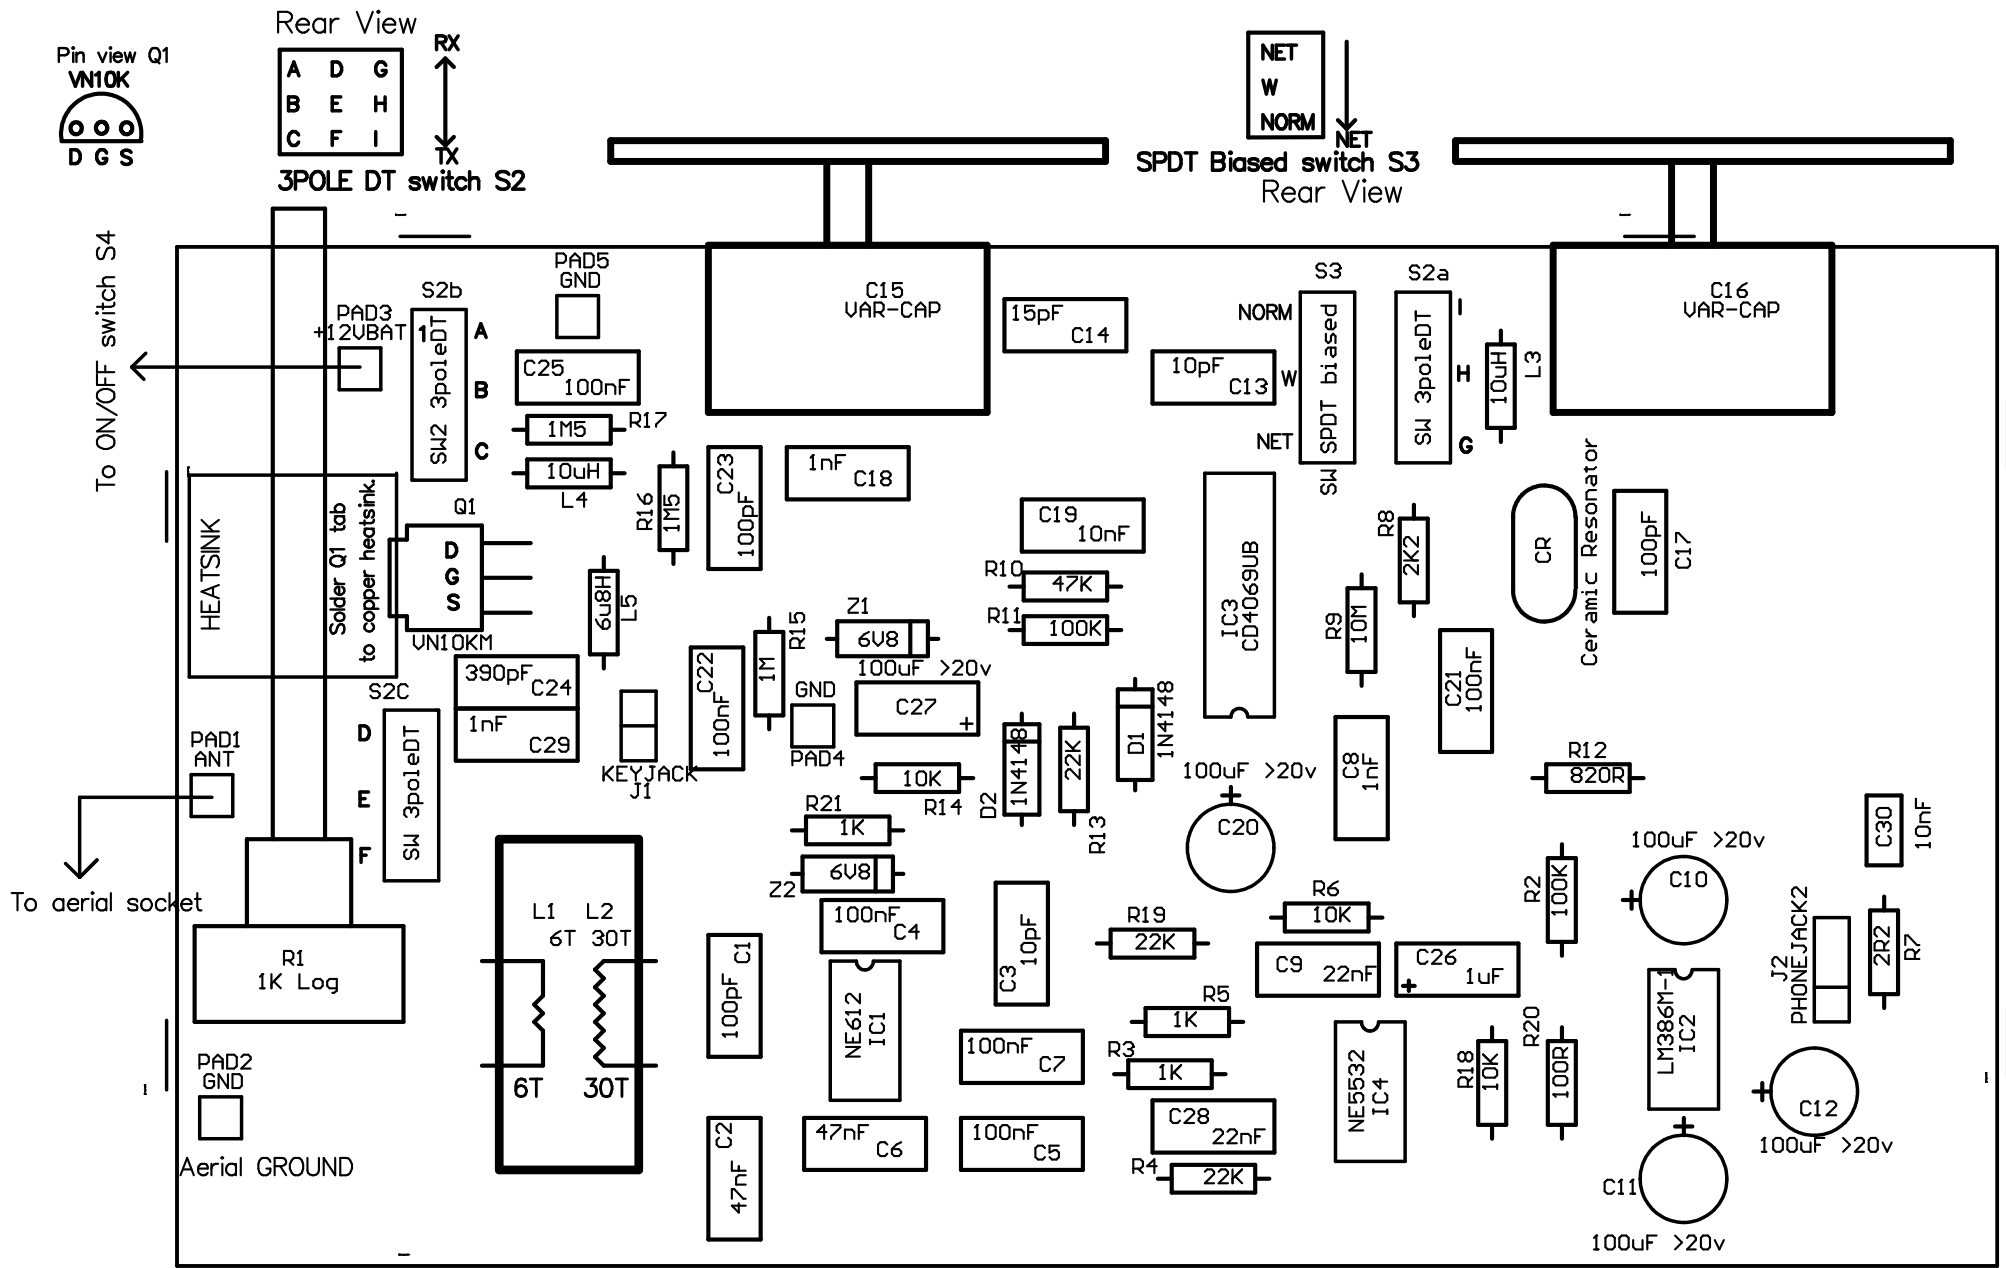 Rear View
Pin view Q1
VN10K
D G S
A D G
B E H
C F I
RX
TX
3POLE DT switch S2
NET
W
NORM
NET
SPDT Biased switch S3
Rear View
To ON/OFF switch S4
PAD3
+12VBAT
S2b
1
SW2 3poleDT
A
B
C
PAD5
GND
C25
100nF
1M5
R17
10uH
L4
C15
VAR-CAP
15pF
C14
10pF
C13
S3
NORM
W
NET
SW SPDT biased
S2a
SW 3poleDT
I
H
G
10uH
L3
C16
VAR-CAP
HEATSINK
Solder Q1 tab
to copper heatsink.
Q1
D
G
S
VN10KM
R16
1M5
C23
100pF
1nF
C18
C19
10nF
R10
47K
R11
100K
IC3
CD4069UB
R8
2K2
R9
10M
CR
Ceramic Resonator
100pF
C17
6u8H
L5
390pF
C24
1nF
C29
S2C
D
E
F
SW 3poleDT
KEYJACK
J1
C22
100nF
1M
R15
Z1
6V8
100uF >20v
C27
+
GND
PAD4
10K
R14
D2
1N4148
22K
R13
D1
1N4148
C21
100nF
C8
1nF
R12
820R
100uF >20v
+
C20
PAD1
ANT
To aerial socket
R1
1K Log
PAD2
GND
Aerial GROUND
L1
6T
L2
30T
6T
30T
R21
1K
Z2
6V8
100nF
C4
C1
100pF
C2
47nF
NE612
IC1
47nF
C6
C3
10pF
100nF
C7
100nF
C5
R19
22K
R5
1K
R3
1K
C28
22nF
R4
22K
R6
10K
C9
22nF
C26
1uF
+
NE5532
IC4
R18
10K
R20
100R
R2
100K
100uF >20v
C10
+
LM386M-1
IC2
J2
PHONEJACK2
C30
10nF
2R2
R7
+
C12
100uF >20v
+
C11
100uF >20v